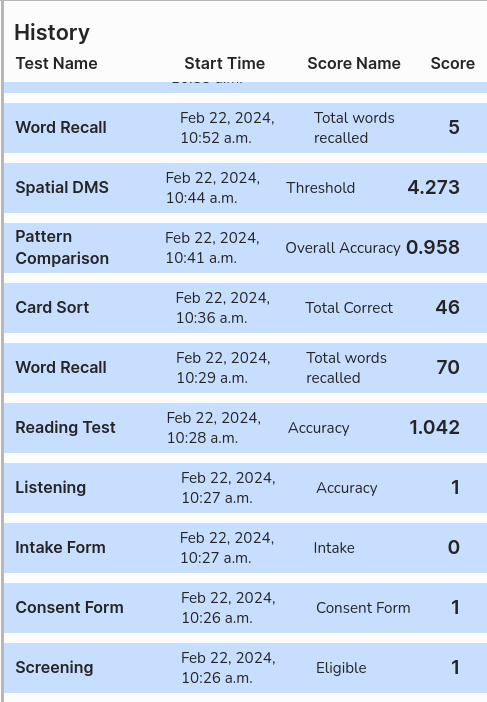 History
Test Name Start Time Score Name Score
Word Recall Feb 22, 2024, 10:52 a.m. Total words recalled 5
Spatial DMS Feb 22, 2024, 10:44 a.m. Threshold 4.273
Pattern Comparison Feb 22, 2024, 10:41 a.m. Overall Accuracy 0.958
Card Sort Feb 22, 2024, 10:36 a.m. Total Correct 46
Word Recall Feb 22, 2024, 10:29 a.m. Total words recalled 70
Reading Test Feb 22, 2024, 10:28 a.m. Accuracy 1.042
Listening Feb 22, 2024, 10:27 a.m. Accuracy 1
Intake Form Feb 22, 2024, 10:27 a.m. Intake 0
Consent Form Feb 22, 2024, 10:26 a.m. Consent Form 1
Screening Feb 22, 2024, 10:26 a.m. Eligible 1